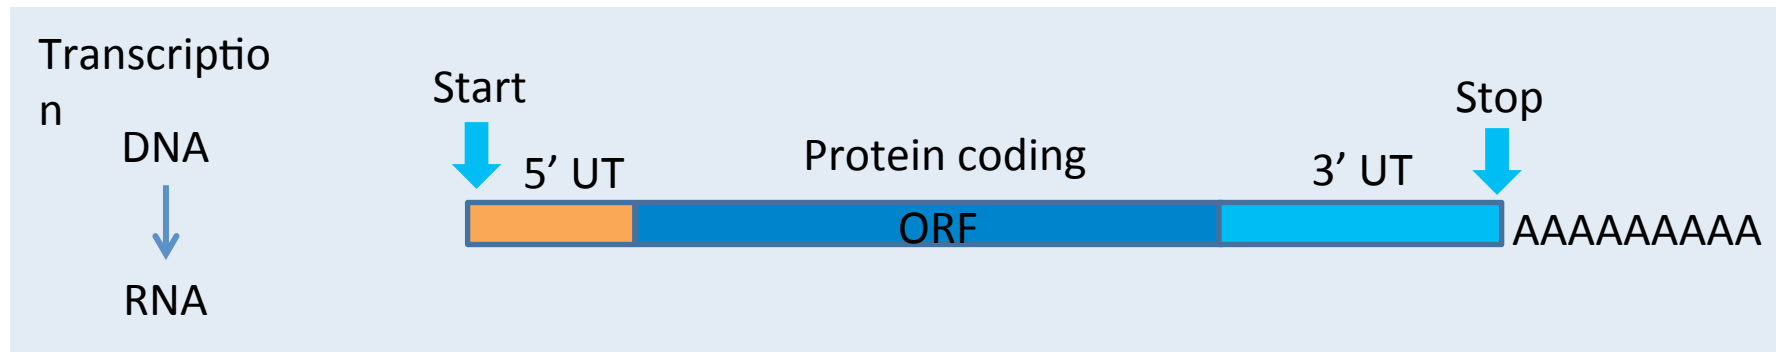 Transcriptio
n
DNA
RNA
Start
Stop
5’ UT
Protein coding
3’ UT
ORF
AAAAAAAAA